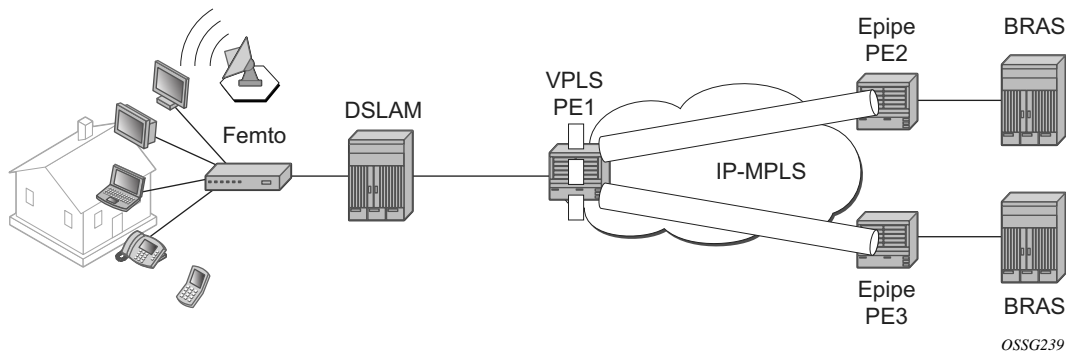 Femto
DSLAM
VPLS
PE1
IP-MPLS
Epipe
PE2
BRAS
Epipe
PE3
BRAS
OSSG239